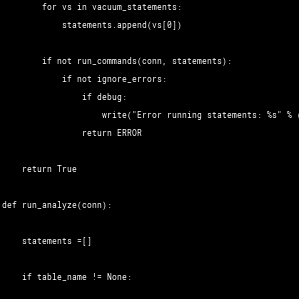 for vs in vacuum_statements:
statements.append(vs[0])
if not run_commands(conn, statements):
if not ignore_errors:
if debug:
write("Error running statements: %s" % (
return ERROR
return True
def run_analyze(conn):
statements =[]
if table_name != None: